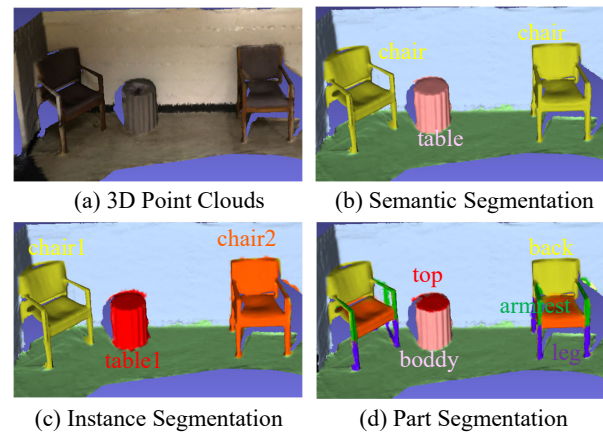 chair
chair
table
(a) 3D Point Clouds
(b) Semantic Segmentation
chair1
chair2
table1
top
back
armrest
boddy
leg
(c) Instance Segmentation
(d) Part Segmentation